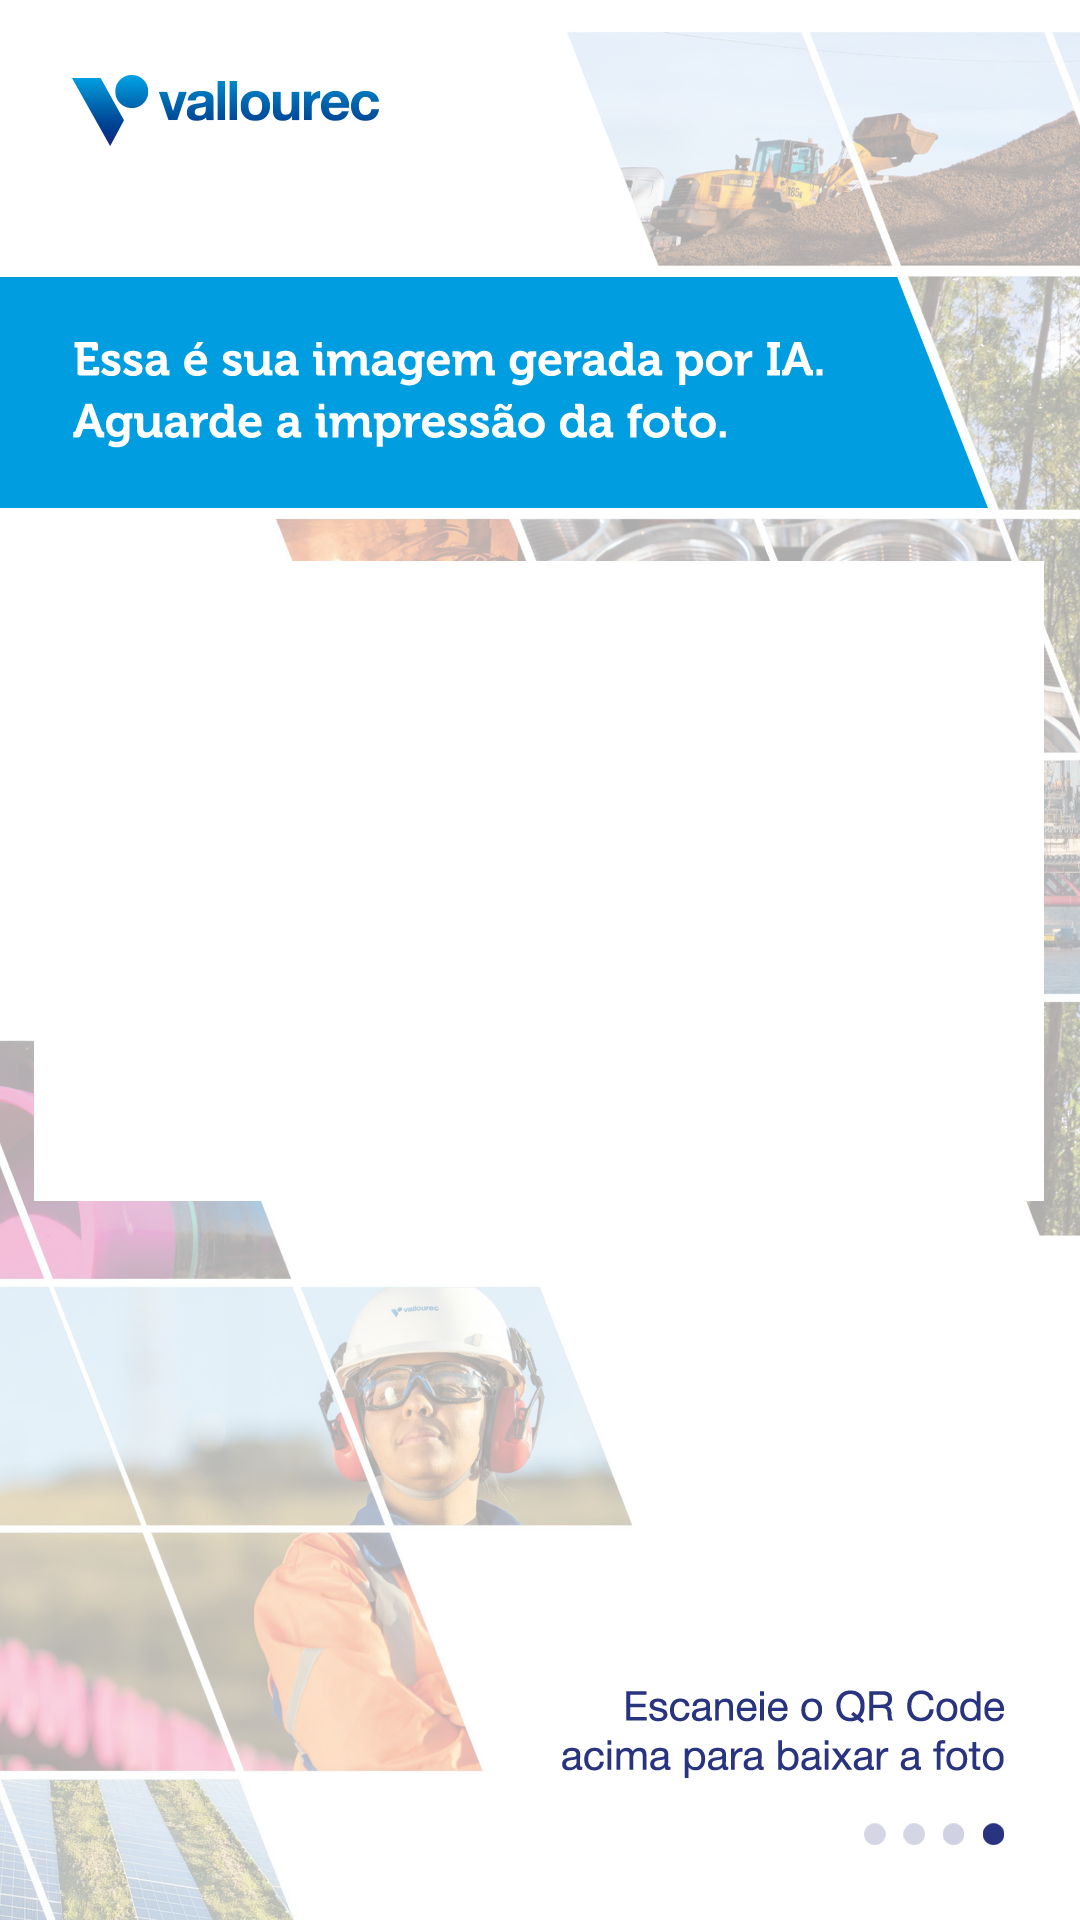 vallourec
Essa é sua imagem gerada por IA.
Aguarde a impressão da foto.
vallourec
Escaneie o QR Code
acima para baixar a foto